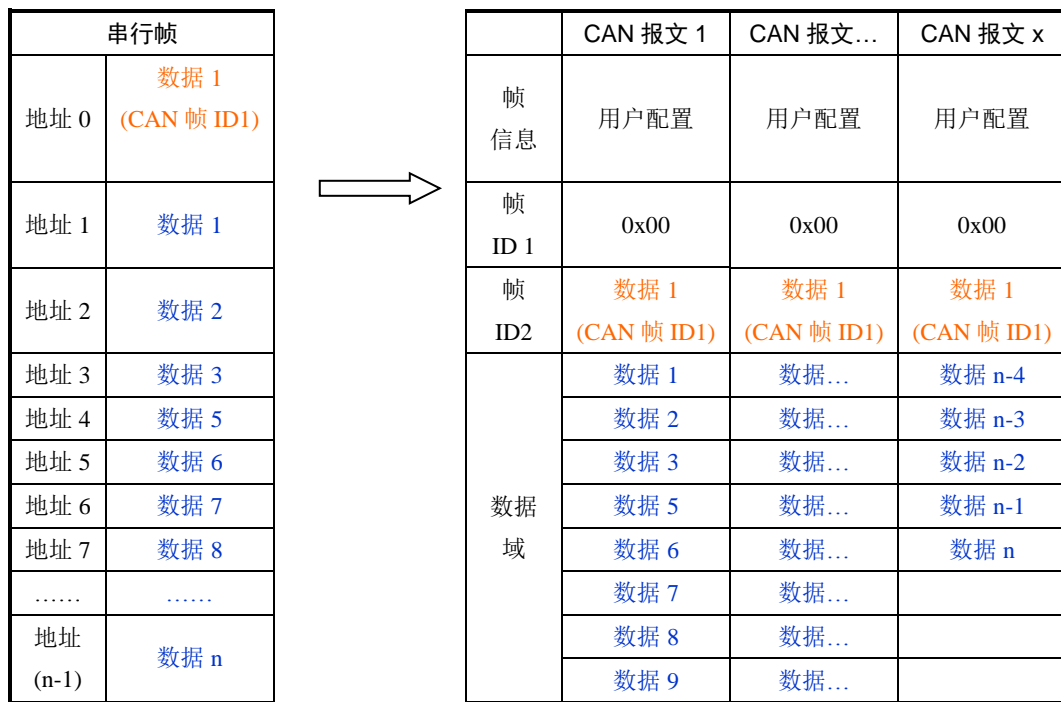 串行帧
地址 0
数据 1
(CAN 帧 ID1)
地址 1
数据 1
地址 2
数据 2
地址 3
数据 3
地址 4
数据 5
地址 5
数据 6
地址 6
数据 7
地址 7
数据 8
……
……
地址
(n-1)
数据 n
CAN 报文 1
CAN 报文…
CAN 报文 x
帧
信息
用户配置
用户配置
用户配置
帧
ID 1
0x00
0x00
0x00
帧
ID2
数据 1
(CAN 帧 ID1)
数据 1
(CAN 帧 ID1)
数据 1
(CAN 帧 ID1)
数据
域
数据 1
数据…
数据 n-4
数据 2
数据…
数据 n-3
数据 3
数据…
数据 n-2
数据 5
数据…
数据 n-1
数据 6
数据…
数据 n
数据 7
数据…
数据 8
数据…
数据 9
数据…